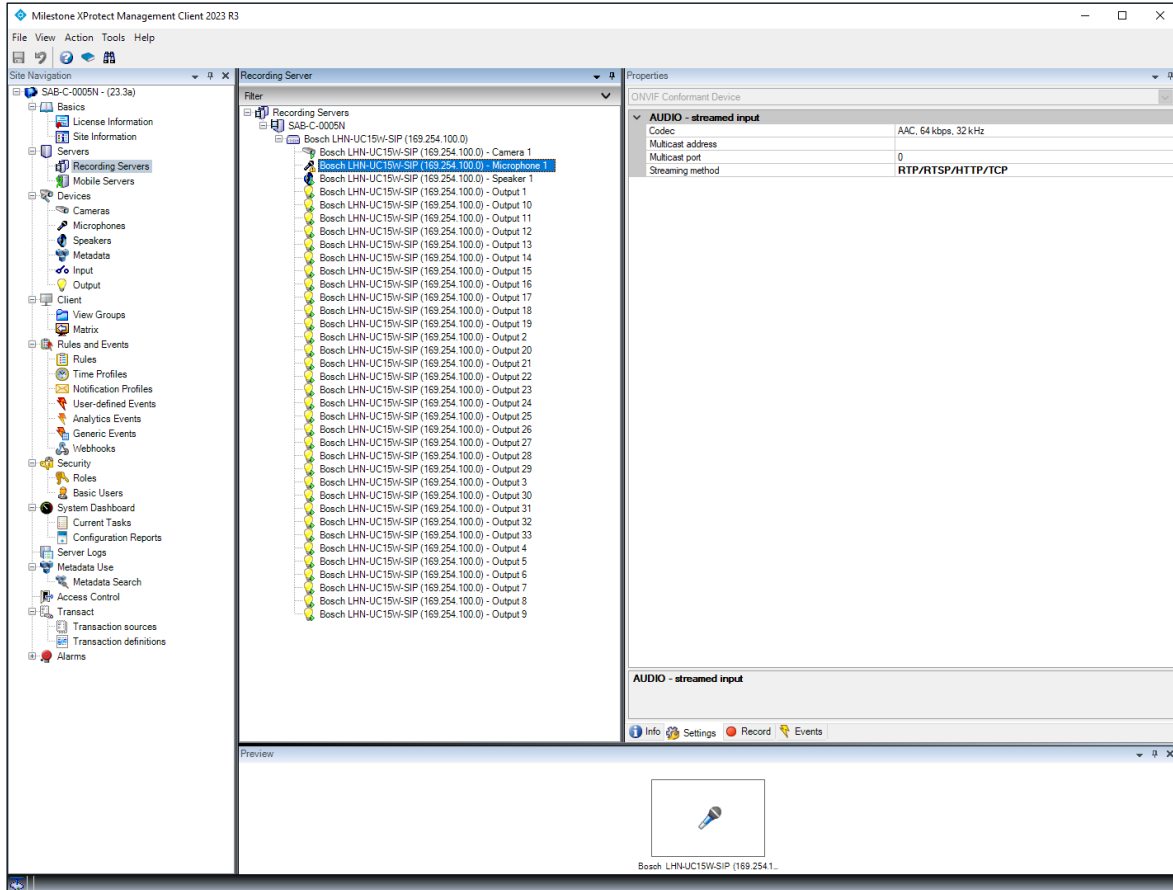 Milestone XProtect Management Client 2023 R3
File View Action Tools Help
Site Navigation
SAB-C-0005N - (23.3a)
Basics
License Information
Site Information
Servers
Recording Servers
Mobile Servers
Devices
Cameras
Microphones
Speakers
Metadata
Input
Output
Client
View Groups
Matrix
Rules and Events
Rules
Time Profiles
Notification Profiles
User-defined Events
Analytics Events
Generic Events
Webhooks
Security
Roles
Basic Users
System Dashboard
Current Tasks
Configuration Reports
Server Logs
Metadata Use
Metadata Search
Access Control
Transact
Transaction sources
Transaction definitions
Alarms
Recording Server
Filter
Recording Servers
SAB-C-0005N
Bosch LHN-UC15W-SIP (169.254.100.0)
Bosch LHN-UC15W-SIP (169.254.100.0) - Camera 1
Bosch LHN-UC15W-SIP (169.254.100.0) - Microphone 1
Bosch LHN-UC15W-SIP (169.254.100.0) - Speaker 1
Bosch LHN-UC15W-SIP (169.254.100.0) - Output 1
Bosch LHN-UC15W-SIP (169.254.100.0) - Output 10
Bosch LHN-UC15W-SIP (169.254.100.0) - Output 11
Bosch LHN-UC15W-SIP (169.254.100.0) - Output 12
Bosch LHN-UC15W-SIP (169.254.100.0) - Output 13
Bosch LHN-UC15W-SIP (169.254.100.0) - Output 14
Bosch LHN-UC15W-SIP (169.254.100.0) - Output 15
Bosch LHN-UC15W-SIP (169.254.100.0) - Output 16
Bosch LHN-UC15W-SIP (169.254.100.0) - Output 17
Bosch LHN-UC15W-SIP (169.254.100.0) - Output 18
Bosch LHN-UC15W-SIP (169.254.100.0) - Output 19
Bosch LHN-UC15W-SIP (169.254.100.0) - Output 2
Bosch LHN-UC15W-SIP (169.254.100.0) - Output 20
Bosch LHN-UC15W-SIP (169.254.100.0) - Output 21
Bosch LHN-UC15W-SIP (169.254.100.0) - Output 22
Bosch LHN-UC15W-SIP (169.254.100.0) - Output 23
Bosch LHN-UC15W-SIP (169.254.100.0) - Output 24
Bosch LHN-UC15W-SIP (169.254.100.0) - Output 25
Bosch LHN-UC15W-SIP (169.254.100.0) - Output 26
Bosch LHN-UC15W-SIP (169.254.100.0) - Output 27
Bosch LHN-UC15W-SIP (169.254.100.0) - Output 28
Bosch LHN-UC15W-SIP (169.254.100.0) - Output 29
Bosch LHN-UC15W-SIP (169.254.100.0) - Output 3
Bosch LHN-UC15W-SIP (169.254.100.0) - Output 30
Bosch LHN-UC15W-SIP (169.254.100.0) - Output 31
Bosch LHN-UC15W-SIP (169.254.100.0) - Output 32
Bosch LHN-UC15W-SIP (169.254.100.0) - Output 33
Bosch LHN-UC15W-SIP (169.254.100.0) - Output 4
Bosch LHN-UC15W-SIP (169.254.100.0) - Output 5
Bosch LHN-UC15W-SIP (169.254.100.0) - Output 6
Bosch LHN-UC15W-SIP (169.254.100.0) - Output 7
Bosch LHN-UC15W-SIP (169.254.100.0) - Output 8
Bosch LHN-UC15W-SIP (169.254.100.0) - Output 9
Properties
ONVIF Conformant Device
AUDIO - streamed input
Codec AAC, 64 kbps, 32 kHz
Multicast address
Multicast port 0
Streaming method RTP/RTSP/HTTP/TCP
AUDIO - streamed input
Info Settings Record Events
Preview
Bosch LHN-UC15W-SIP (169.254.1...